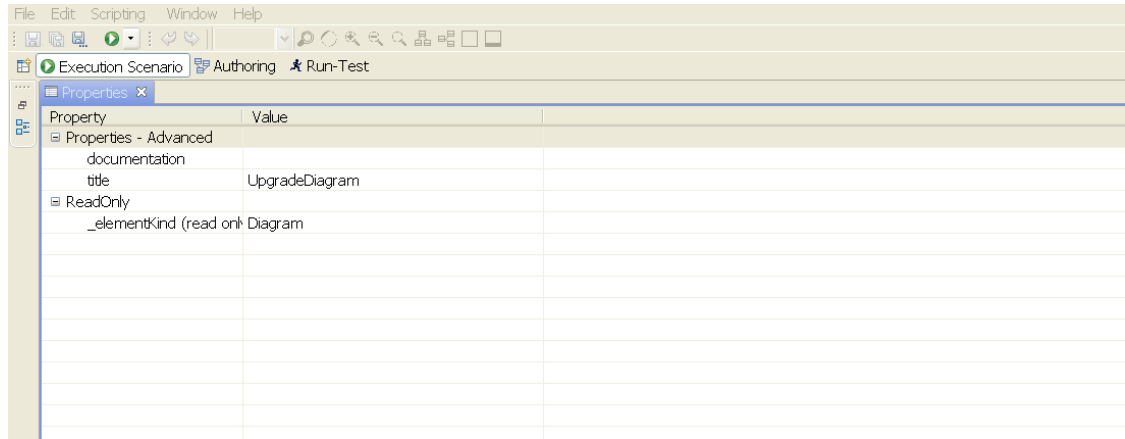 File Edit Scripting Window Help
Execution Scenario Authoring Run-Test
Properties
Property Value
Properties - Advanced
documentation
title UpgradeDiagram
ReadOnly
_elementKind (read only Diagram